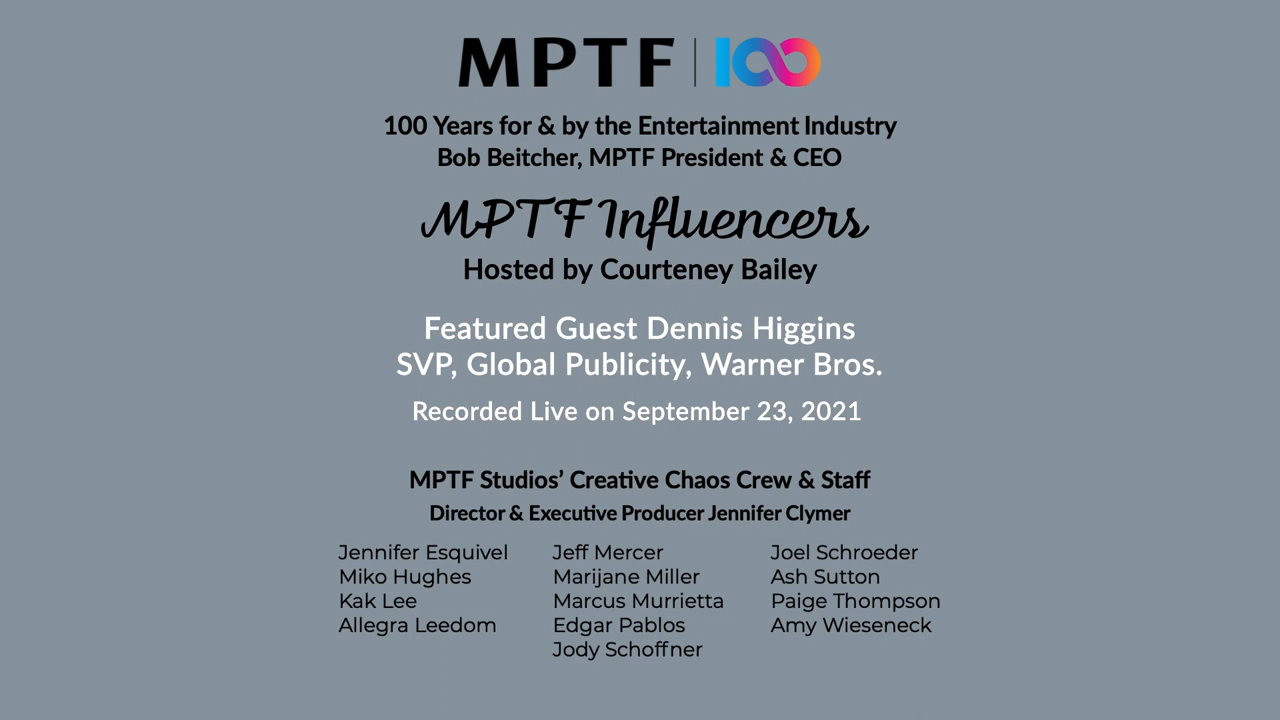 MPTF | 100
100 Years for & by the Entertainment Industry
Bob Beitcher, MPTF President & CEO
MPTF Influencers
Hosted by Courteney Bailey
Featured Guest Dennis Higgins
SVP, Global Publicity, Warner Bros.
Recorded Live on September 23, 2021
MPTF Studios’ Creative Chaos Crew & Staff
Director & Executive Producer Jennifer Clymer
Jennifer Esquivel
Miko Hughes
Kak Lee
Allegra Leedom
Jeff Mercer
Marijane Miller
Marcus Murrietta
Edgar Pablos
Jody Schoffner
Joel Schroeder
Ash Sutton
Paige Thompson
Amy Wieseneck